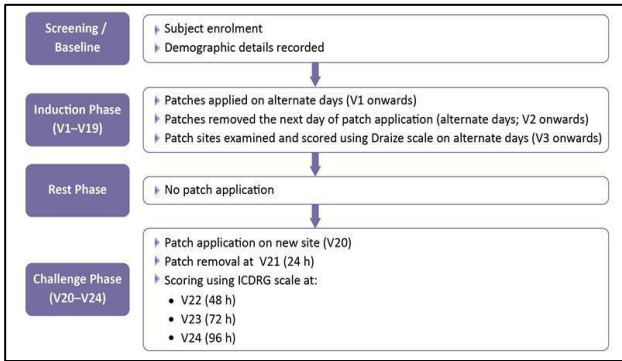 Screening /
Baseline
Subject enrolment
Demographic details recorded
Induction Phase
(V1–V19)
Patches applied on alternate days (V1 onwards)
Patches removed the next day of patch application (alternate days; V2 onwards)
Patch sites examined and scored using Draize scale on alternate days (V3 onwards)
Rest Phase
No patch application
Challenge Phase
(V20–V24)
Patch application on new site (V20)
Patch removal at V21 (24 h)
Scoring using ICDRG scale at:
• V22 (48 h)
• V23 (72 h)
• V24 (96 h)